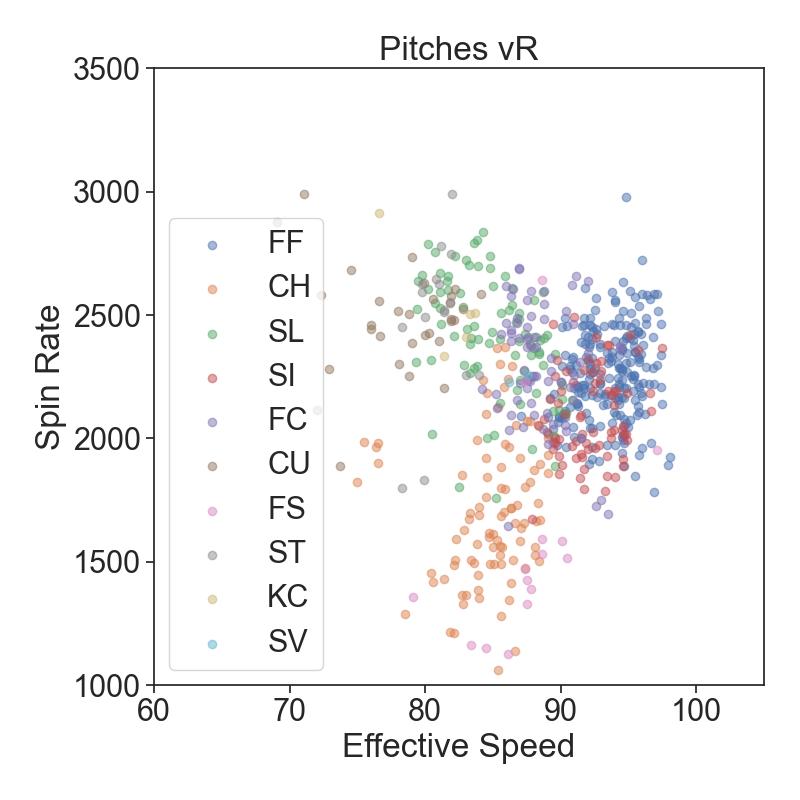 Pitches vR
3500
3000
2500
2000
1500
1000
Spin Rate
FF
CH
SL
SI
FC
CU
FS
ST
KC
SV
60
70
80
90
100
Effective Speed